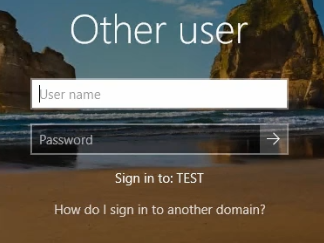 Other user
User name
Password
Sign in to: TEST
How do I sign in to another domain?